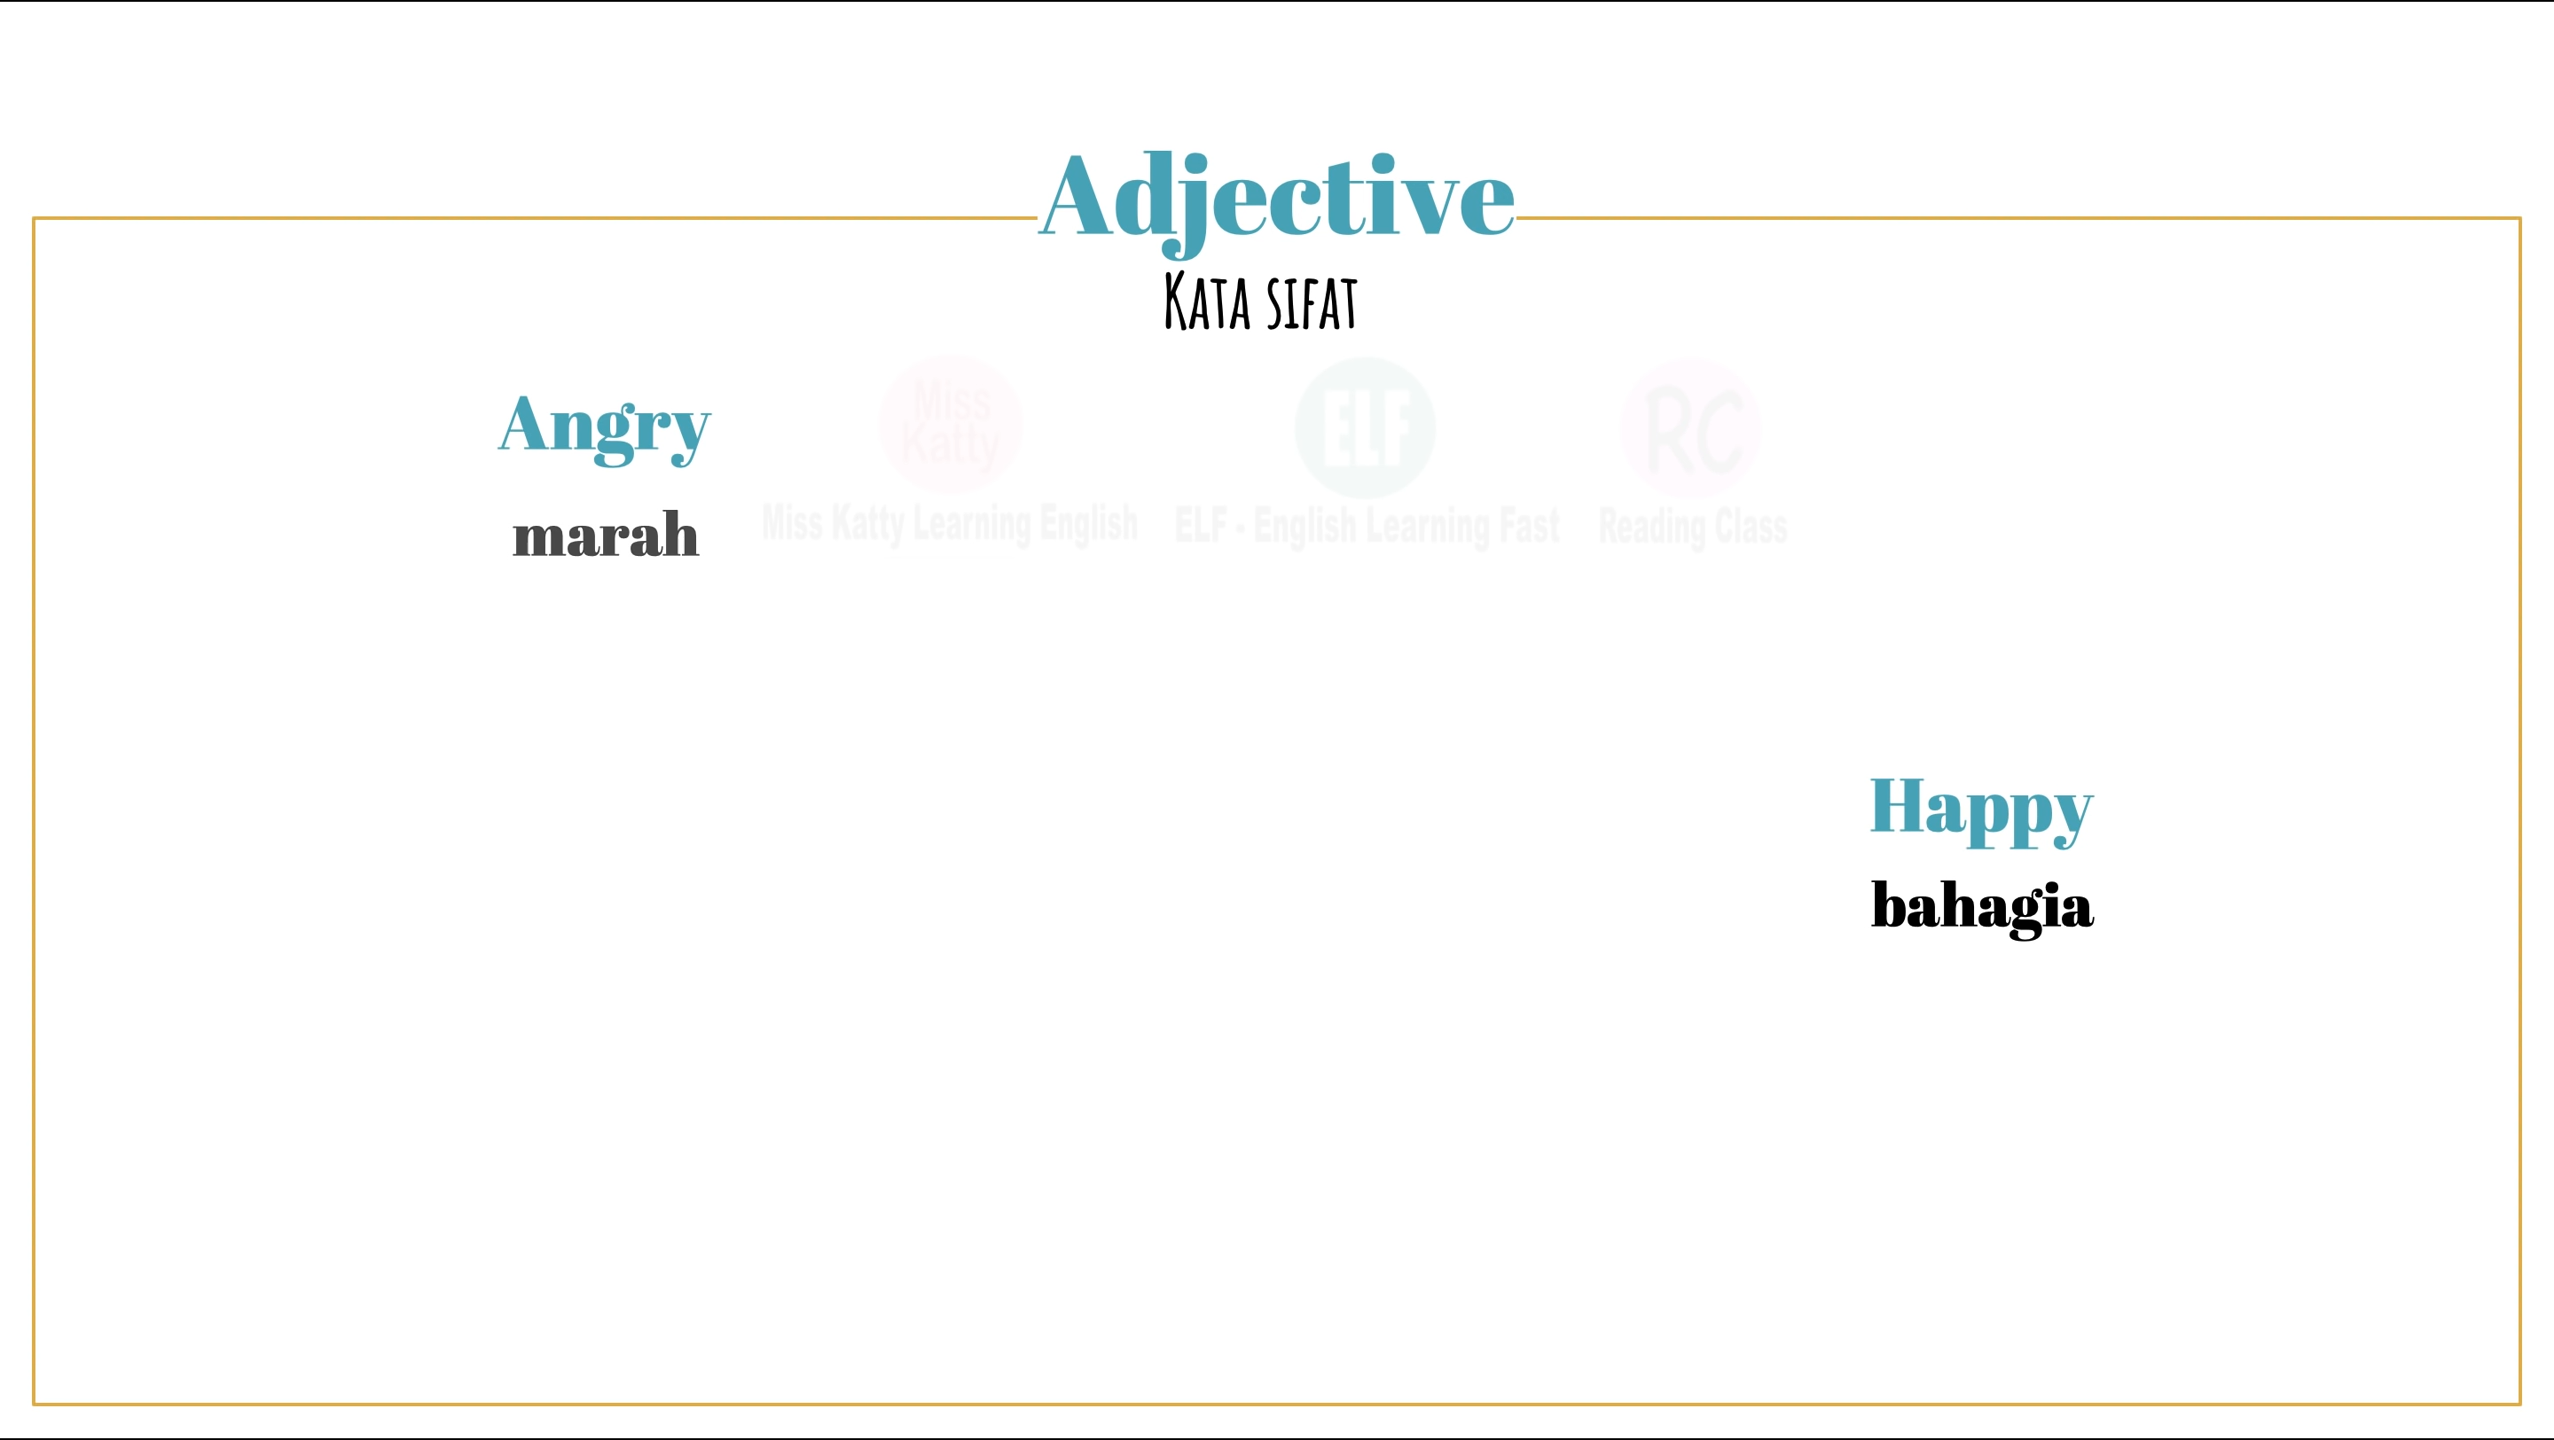 Adjective
Kata sifat
Angry
marah
Miss
Katty
Miss Katty Learning English
ELF
ELF - English Learning Fast
RC
Reading Class
Happy
bahagia